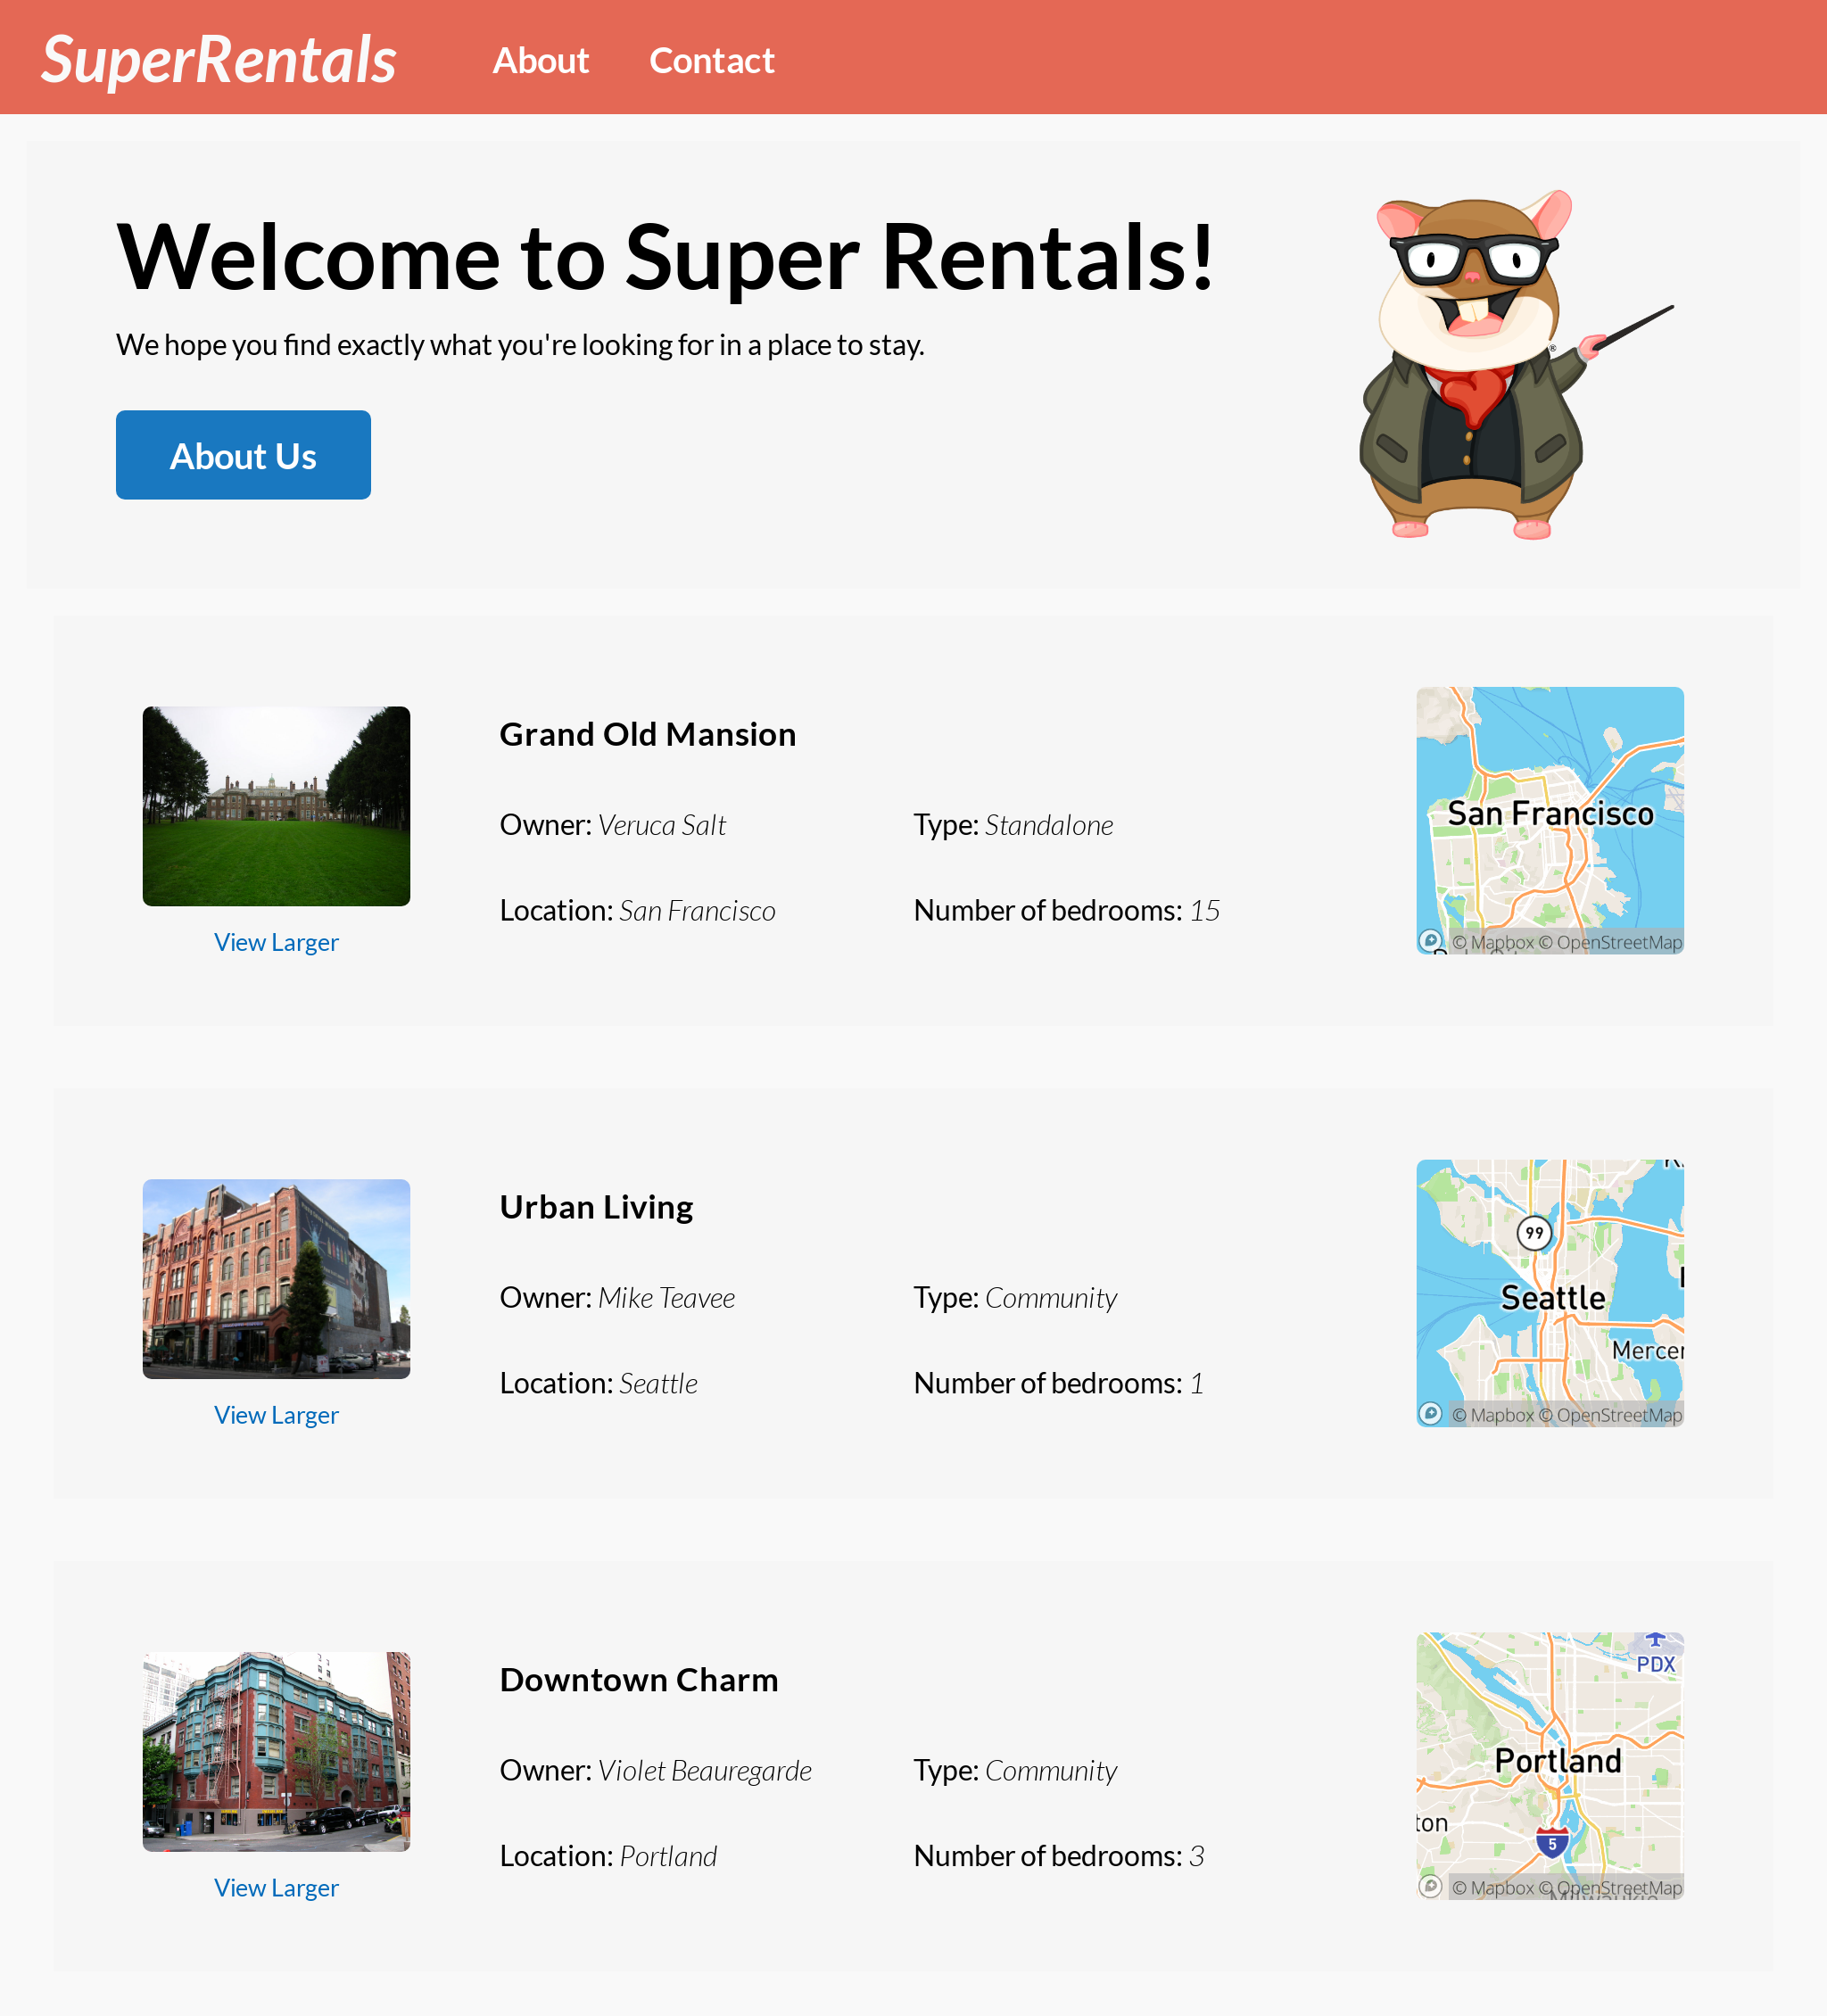 SuperRentals
About
Contact
Welcome to Super Rentals!
We hope you find exactly what you're looking for in a place to stay.
About Us
®
View Larger
Grand Old Mansion
Owner: Veruca Salt
Type: Standalone
Location: San Francisco
Number of bedrooms: 15
San Francisco
© Mapbox © OpenStreetMap
View Larger
Urban Living
Owner: Mike Teavee
Type: Community
Location: Seattle
Number of bedrooms: 1
99
Seattle
Mercer
© Mapbox © OpenStreetMap
View Larger
Downtown Charm
Owner: Violet Beauregarde
Type: Community
Location: Portland
Number of bedrooms: 3
PDX
Portland
ton
5
© Mapbox © OpenStreetMap